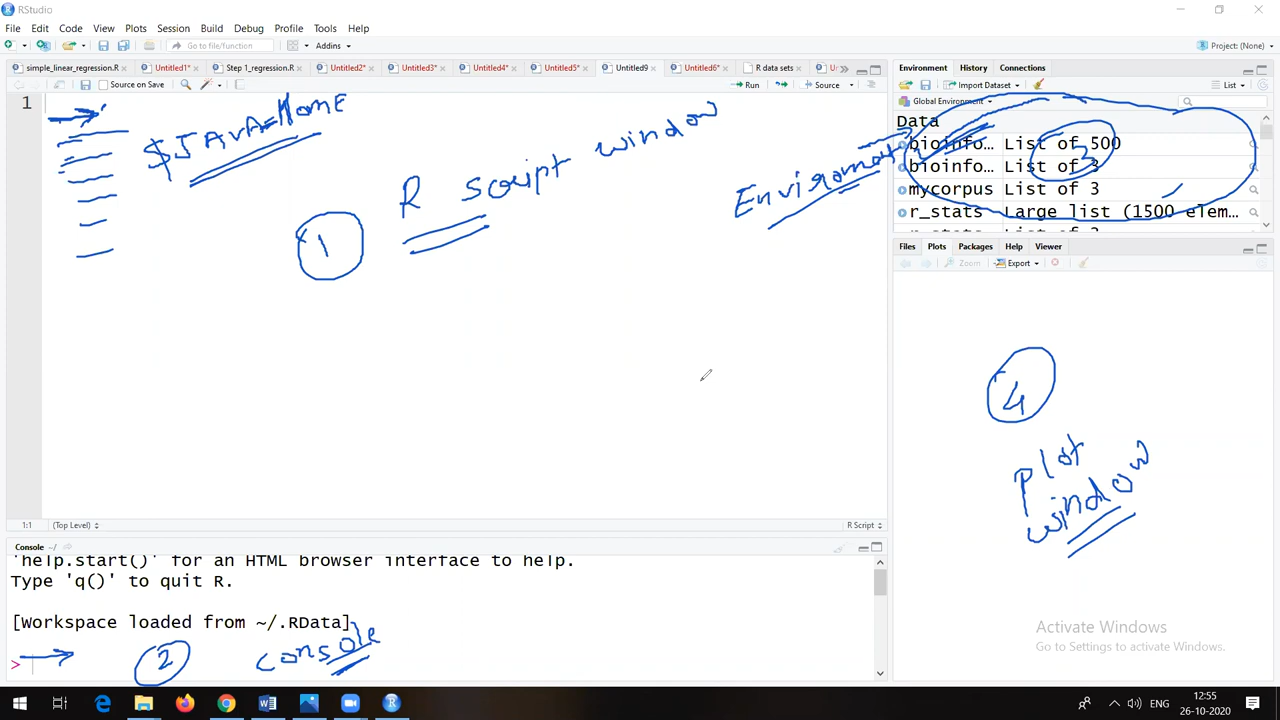 RStudio
File Edit Code View Plots Session Build Debug Profile Tools Help
Go to file/function Addins Project: (None)
simple_linear_regression.R Untitled1* Step 1_regression.R Untitled2* Untitled3* Untitled4* Untitled5* Untitled9 Untitled6* R data sets
Source on Save Run Source
1
$JAvA=HomE
R script window
1
1:1 (Top Level) R Script
Console ~/
'help.start()' for an HTML browser interface to help.
Type 'q()' to quit R.
[Workspace loaded from ~/.RData]
>
2 console
Environment History Connections
Import Dataset List
Global Environment
Data
bioinfo… List of 500
bioinfo… List of 3
mycorpus List of 3
r_stats Large list (1500 elem…
3
Files Plots Packages Help Viewer
Zoom Export
4
plot
window
Activate Windows
Go to Settings to activate Windows.
ENG
12:55
26-10-2020